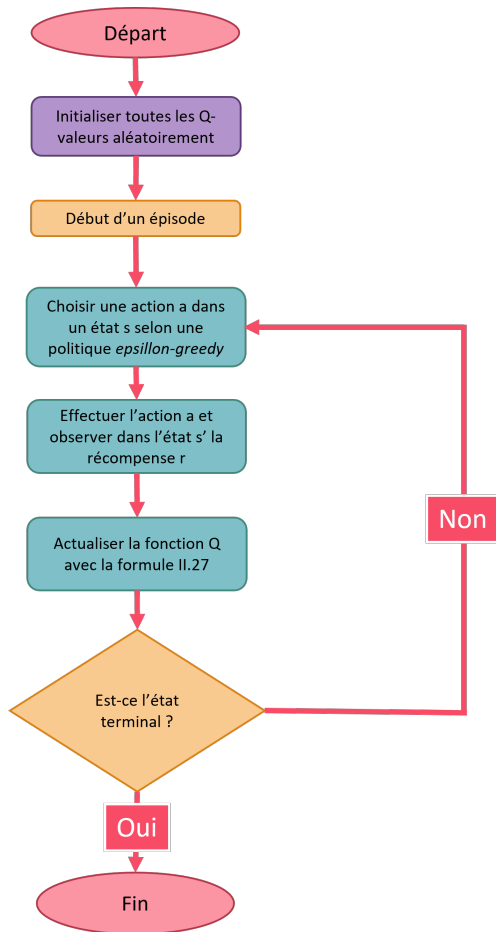 Départ
Initialiser toutes les Q-
valeurs aléatoirement
Début d’un épisode
Choisir une action a dans
un état s selon une
politique epsillon-greedy
Effectuer l’action a et
observer dans l’état s’ la
récompense r
Actualiser la fonction Q
avec la formule II.27
Non
Est-ce l’état
terminal ?
Oui
Fin